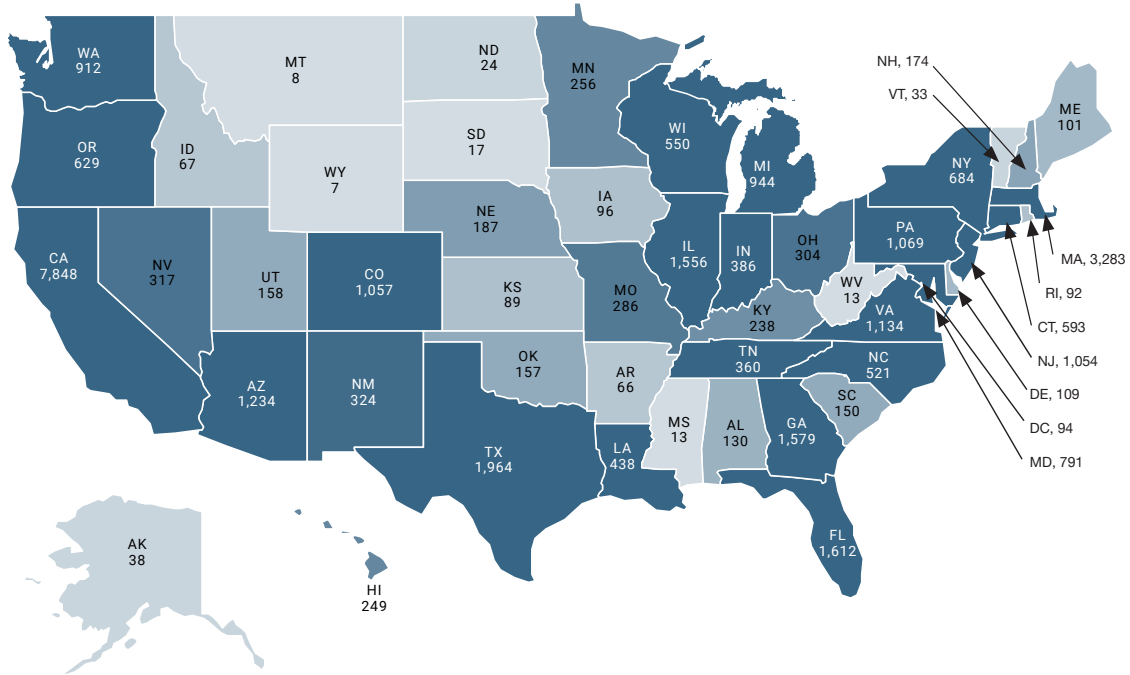 WA
912
MT
8
ND
24
MN
256
NH, 174
VT, 33
ME
101
OR
629
ID
67
SD
17
WI
550
MI
944
NY
684
WY
7
IA
96
NE
187
PA
1,069
MA, 3,283
CA
7,848
NV
317
UT
158
CO
1,057
IL
1,556
IN
386
OH
304
RI, 92
KS
89
MO
286
WV
13
KY
238
VA
1,134
CT, 593
NJ, 1,054
OK
157
TN
360
NC
521
AZ
1,234
NM
324
AR
66
SC
150
DE, 109
MS
13
AL
130
GA
1,579
DC, 94
TX
1,964
LA
438
MD, 791
FL
1,612
AK
38
HI
249